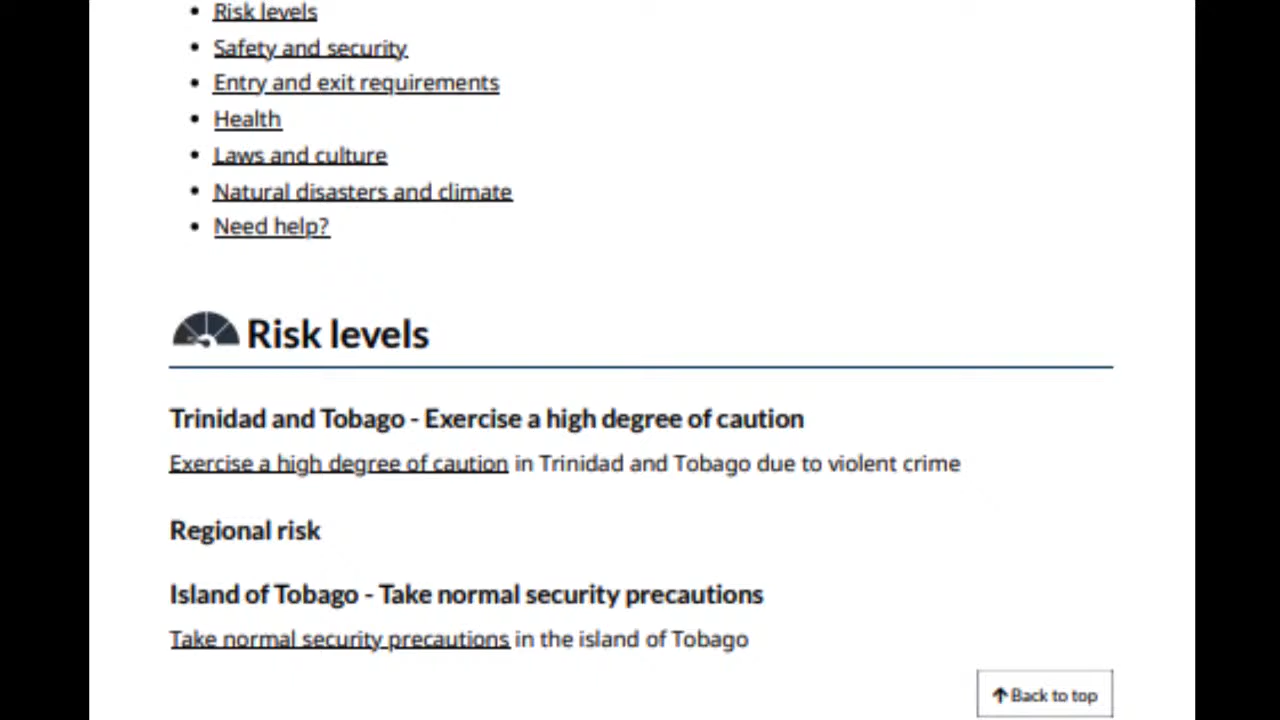 Risk levels
Safety and security
Entry and exit requirements
Health
Laws and culture
Natural disasters and climate
Need help?
Risk levels
Trinidad and Tobago - Exercise a high degree of caution
Exercise a high degree of caution in Trinidad and Tobago due to violent crime
Regional risk
Island of Tobago - Take normal security precautions
Take normal security precautions in the island of Tobago
Back to top